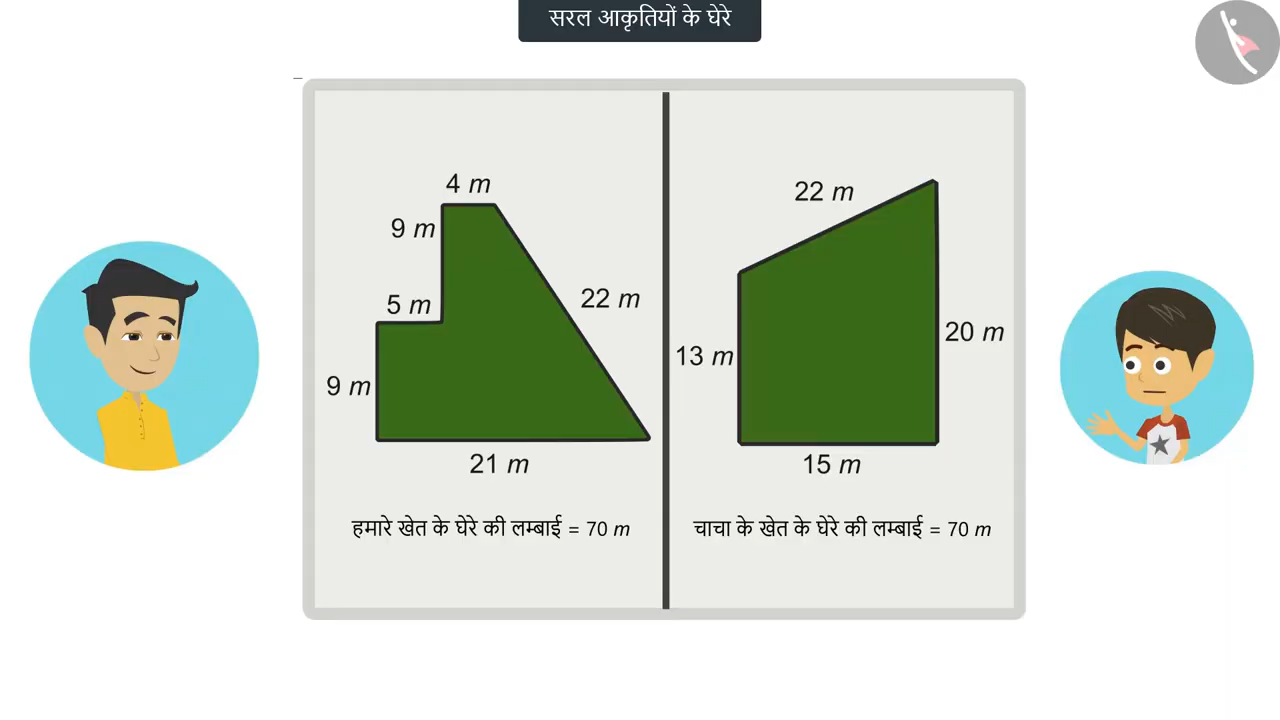 सरल आकृतियों के घेरे
4 m
9 m
5 m
22 m
9 m
21 m
हमारे खेत के घेरे की लम्बाई = 70 m
22 m
13 m
20 m
15 m
चाचा के खेत के घेरे की लम्बाई = 70 m